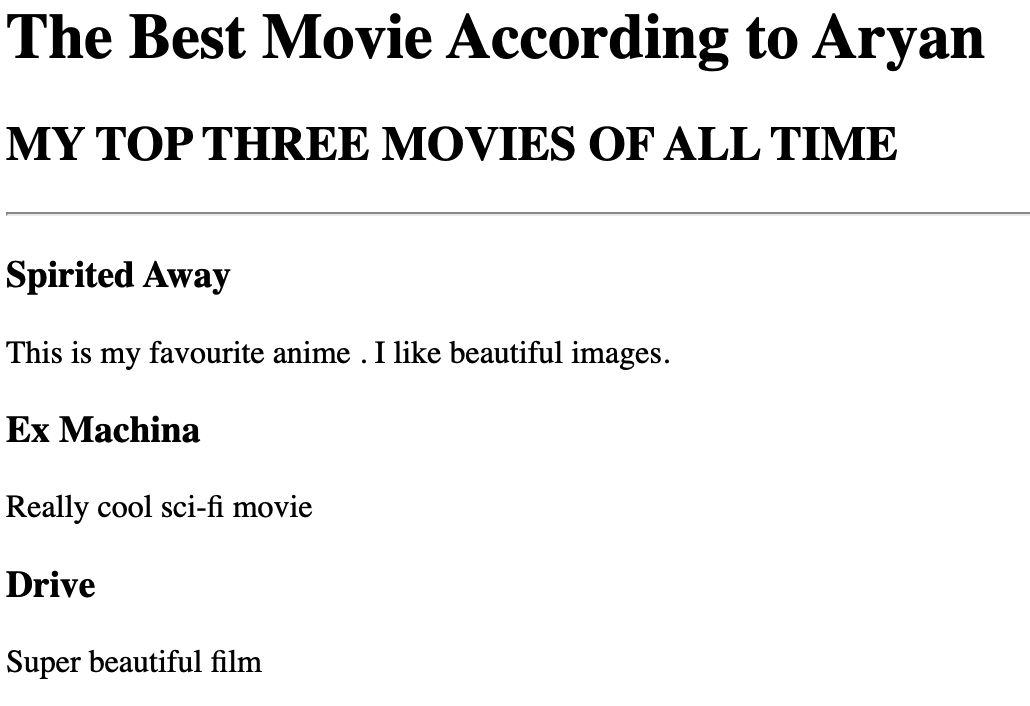 The Best Movie According to Aryan
MY TOP THREE MOVIES OF ALL TIME
Spirited Away
This is my favourite anime . I like beautiful images.
Ex Machina
Really cool sci-fi movie
Drive
Super beautiful film